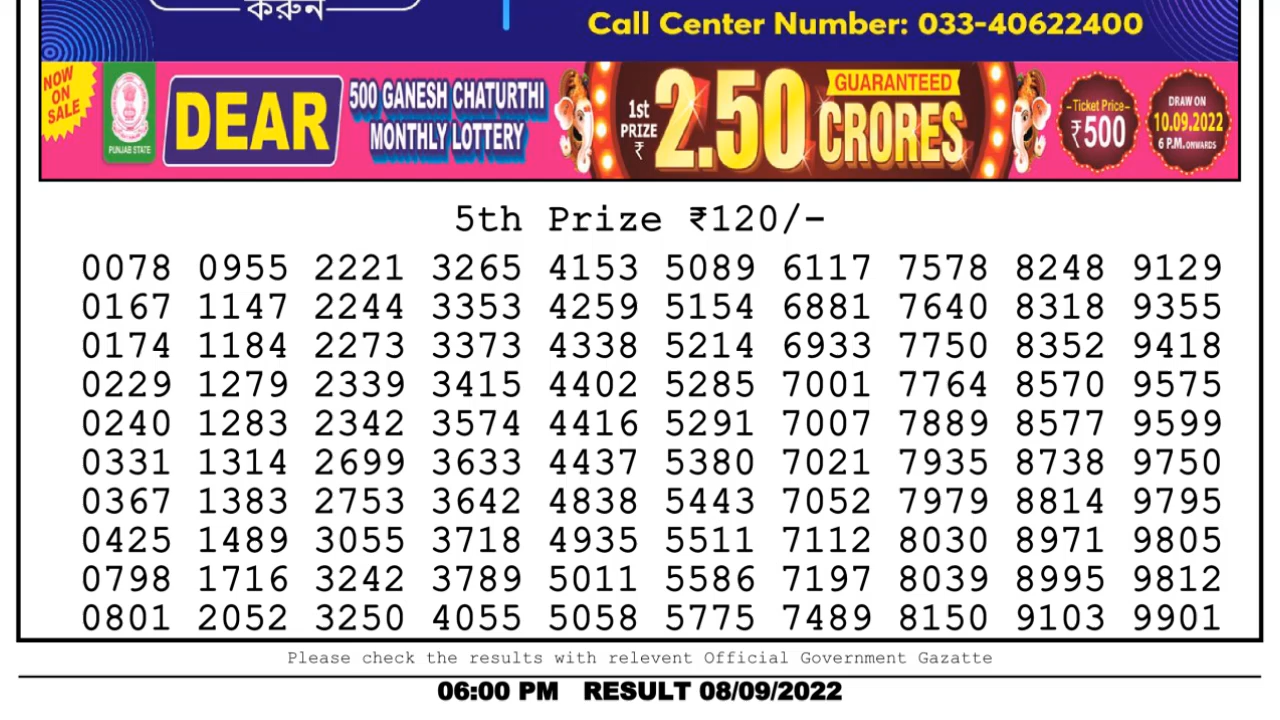 করুন
Call Center Number: 033-40622400
NOW ON SALE
PUNJAB STATE
DEAR
500 GANESH CHATURTHI
MONTHLY LOTTERY
1st
PRIZE
₹
2.50
GUARANTEED
CRORES
Ticket Price
₹500
DRAW ON
10.09.2022
6 P.M. ONWARDS
5th Prize ₹120/-
0078 0955 2221 3265 4153 5089 6117 7578 8248 9129
0167 1147 2244 3353 4259 5154 6881 7640 8318 9355
0174 1184 2273 3373 4338 5214 6933 7750 8352 9418
0229 1279 2339 3415 4402 5285 7001 7764 8570 9575
0240 1283 2342 3574 4416 5291 7007 7889 8577 9599
0331 1314 2699 3633 4437 5380 7021 7935 8738 9750
0367 1383 2753 3642 4838 5443 7052 7979 8814 9795
0425 1489 3055 3718 4935 5511 7112 8030 8971 9805
0798 1716 3242 3789 5011 5586 7197 8039 8995 9812
0801 2052 3250 4055 5058 5775 7489 8150 9103 9901
Please check the results with relevent Official Government Gazatte
06:00 PM RESULT 08/09/2022